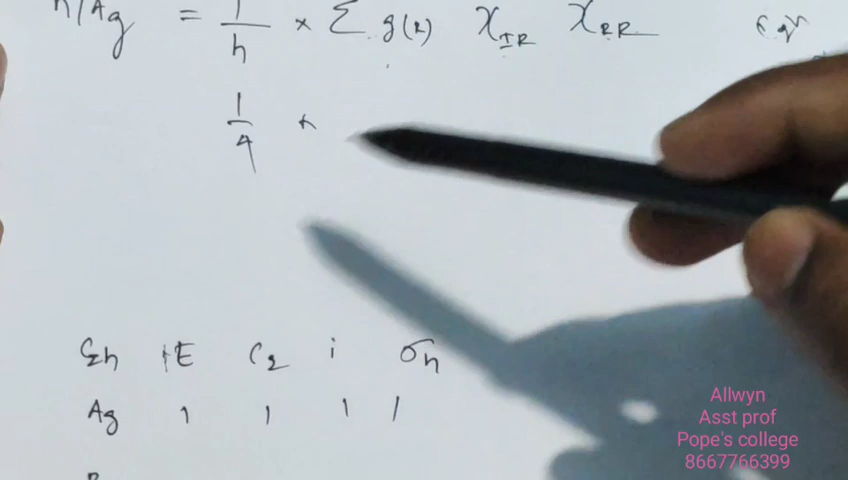 n/Ag = 1/h × Σ g(R) χIR χRR
1/4 ×
C2h 1E C2 i σh
Ag 1 1 1 1
Allwyn
Asst prof
Pope's college
8667766399